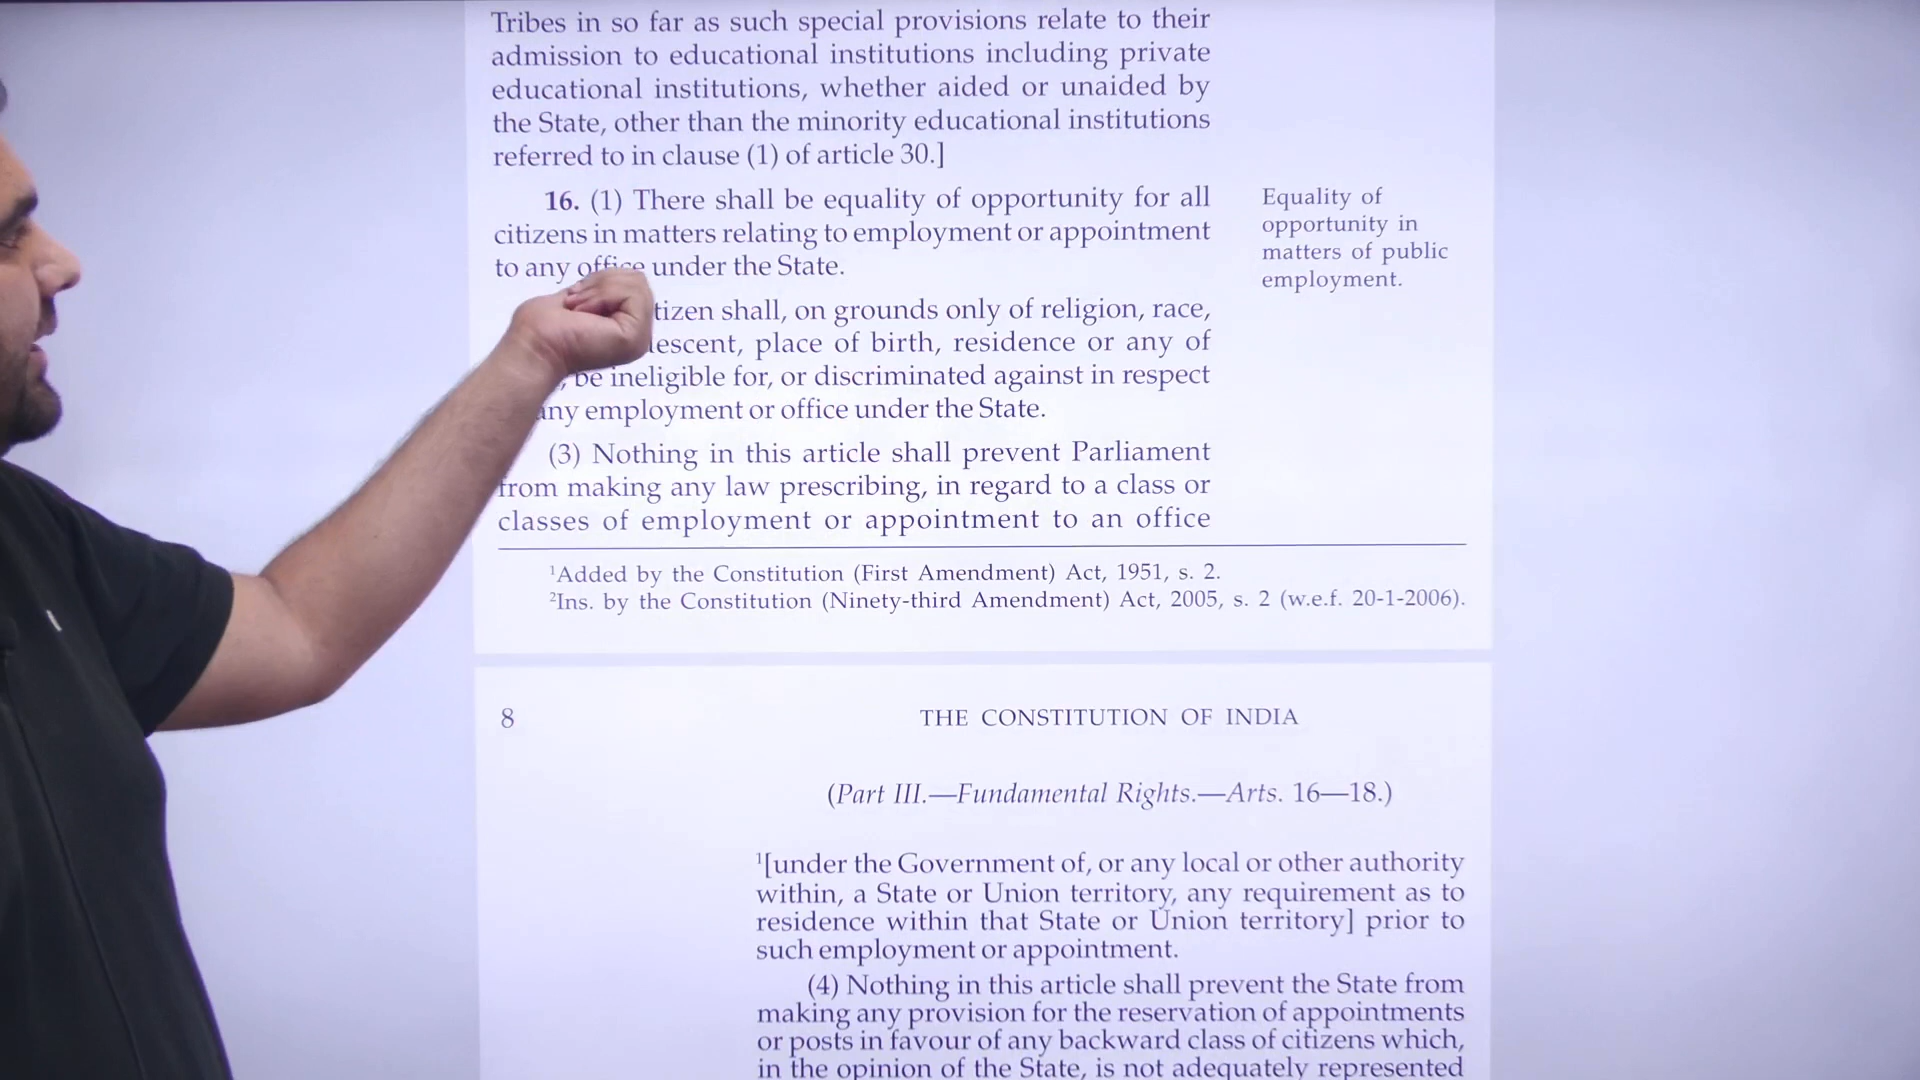 Tribes in so far as such special provisions relate to their
admission to educational institutions including private
educational institutions, whether aided or unaided by
the State, other than the minority educational institutions
referred to in clause (1) of article 30.]
16. (1) There shall be equality of opportunity for all
citizens in matters relating to employment or appointment
to any office under the State.
Equality of
opportunity in
matters of public
employment.
shall, on grounds only of religion, race,
place of birth, residence or any of
be ineligible for, or discriminated against in respect
any employment or office under the State.
(3) Nothing in this article shall prevent Parliament
from making any law prescribing, in regard to a class or
classes of employment or appointment to an office
¹Added by the Constitution (First Amendment) Act, 1951, s. 2.
²Ins. by the Constitution (Ninety-third Amendment) Act, 2005, s. 2 (w.e.f. 20-1-2006).
8
THE CONSTITUTION OF INDIA
(Part III.—Fundamental Rights.—Arts. 16—18.)
¹[under the Government of, or any local or other authority
within, a State or Union territory, any requirement as to
residence within that State or Union territory] prior to
such employment or appointment.
(4) Nothing in this article shall prevent the State from
making any provision for the reservation of appointments
or posts in favour of any backward class of citizens which,
in the opinion of the State, is not adequately represented